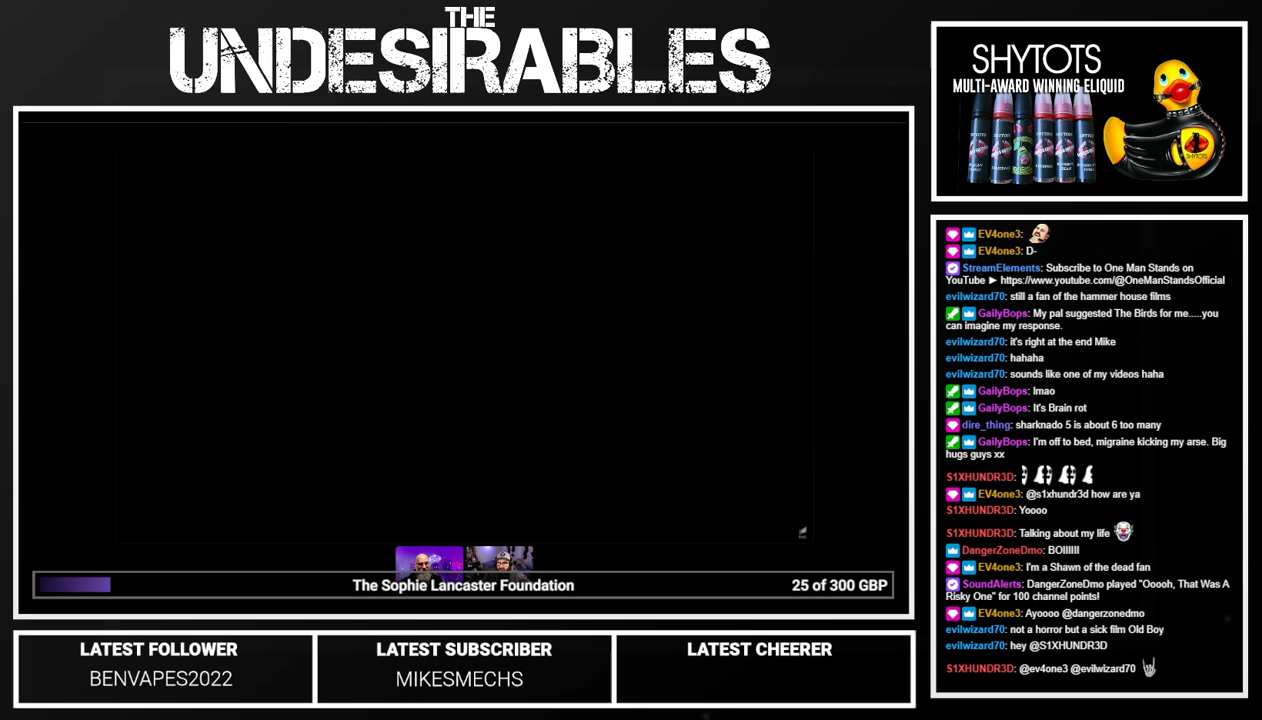 THE
UNDESIRABLES
SHYTOTS
MULTI-AWARD WINNING ELIQUID
EV4one3:
EV4one3: D-
StreamElements: Subscribe to One Man Stands on
YouTube ► https://www.youtube.com/@OneManStandsOfficial
evilwizard70: still a fan of the hammer house films
GailyBops: My pal suggested The Birds for me.....you
can imagine my response.
evilwizard70: it's right at the end Mike
evilwizard70: hahaha
evilwizard70: sounds like one of my videos haha
GailyBops: lmao
GailyBops: It's Brain rot
dire_thing: sharknado 5 is about 6 too many
GailyBops: I'm off to bed, migraine kicking my arse. Big
hugs guys xx
S1XHUNDR3D:
EV4one3: @s1xhundr3d how are ya
S1XHUNDR3D: Yoooo
S1XHUNDR3D: Talking about my life
DangerZoneDmo: BOIIIIII
EV4one3: I'm a Shawn of the dead fan
SoundAlerts: DangerZoneDmo played "Ooooh, That Was A
Risky One" for 100 channel points!
EV4one3: Ayoooo @dangerzonedmo
evilwizard70: not a horror but a sick film Old Boy
evilwizard70: hey @S1XHUNDR3D
S1XHUNDR3D: @ev4one3 @evilwizard70
The Sophie Lancaster Foundation
25 of 300 GBP
LATEST FOLLOWER
BENVAPES2022
LATEST SUBSCRIBER
MIKESMECHS
LATEST CHEERER